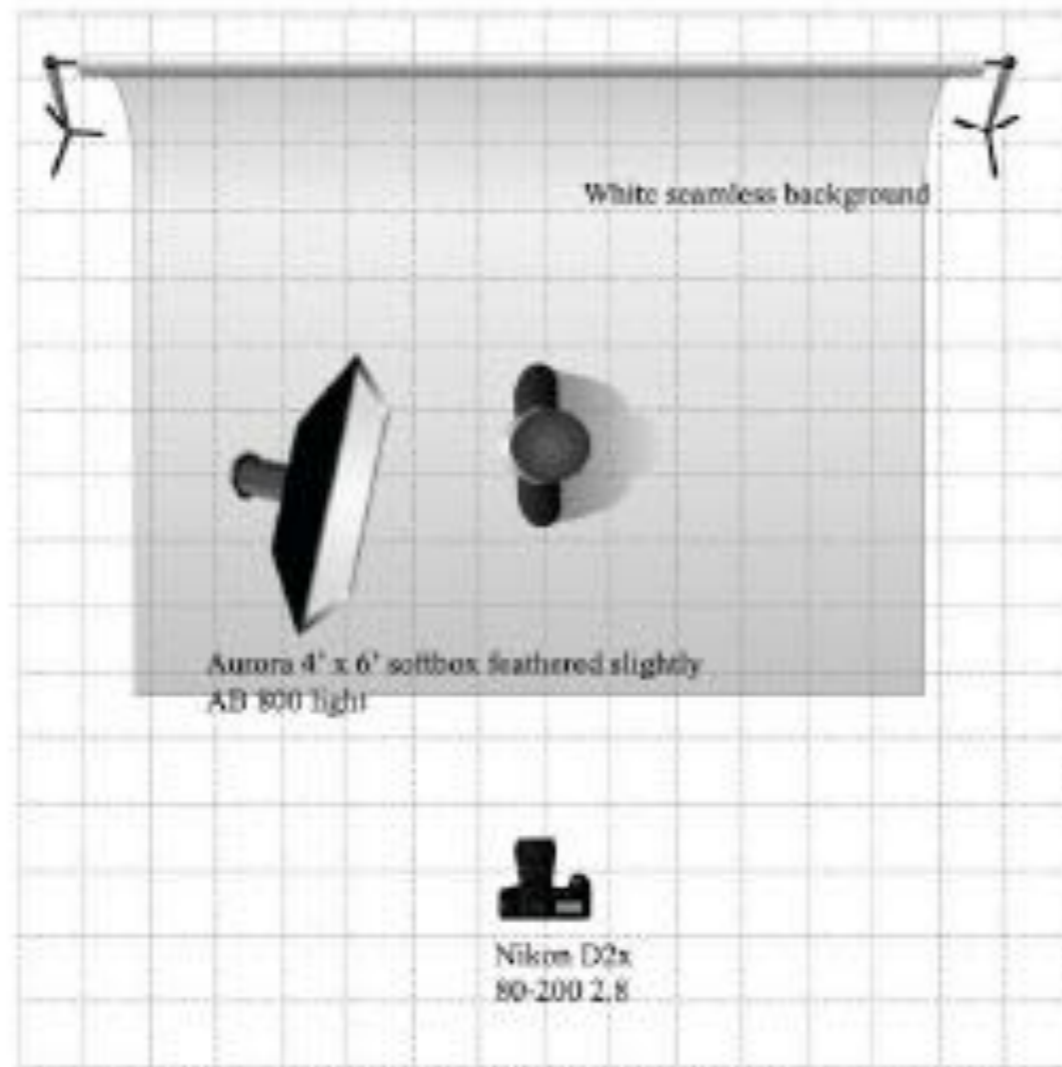 White seamless background
Aurora 4' x 6' softbox feathered slightly
AB 800 light
Nikon D2x
80-200 2.8